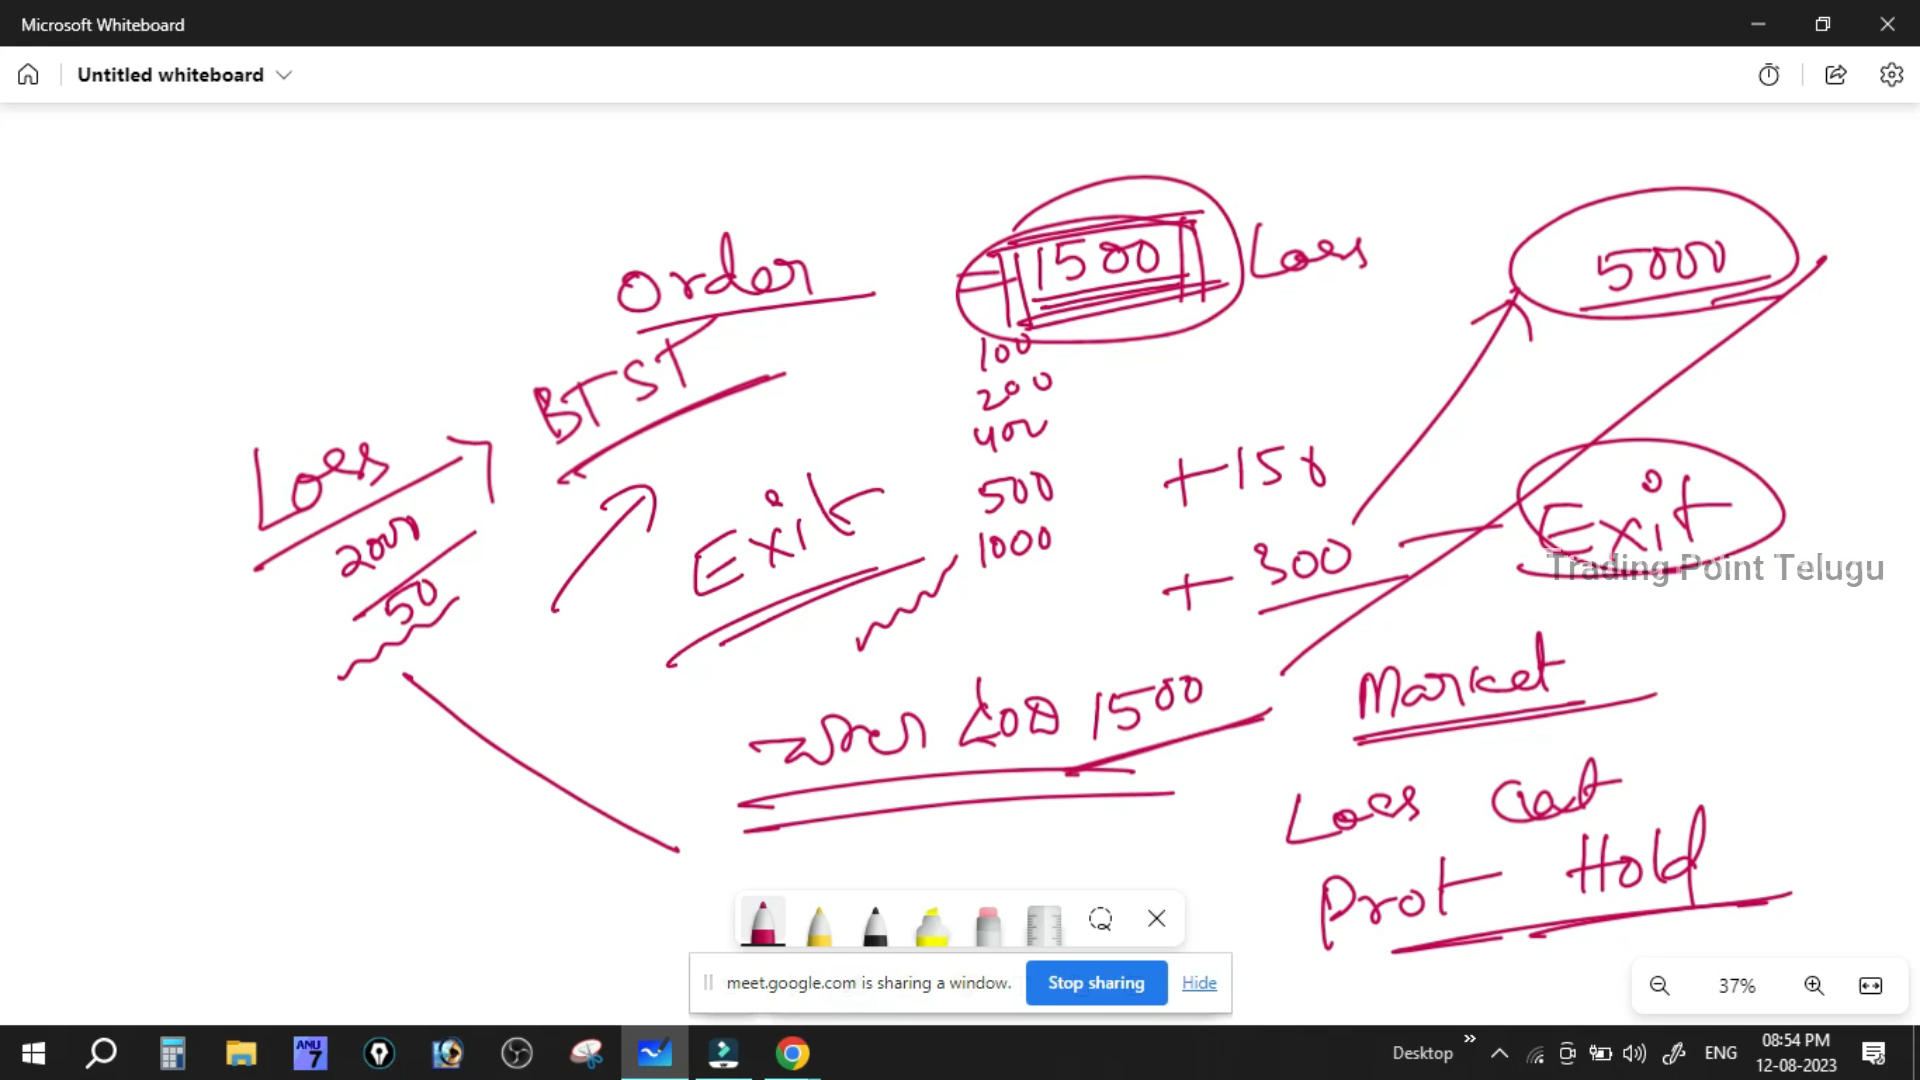 Microsoft Whiteboard
Untitled whiteboard
Order
-1500 Loss
5000
BTST
100
200
400
500
1000
Loss
2000
50
Exit
+150
+300
Exit
Trading Point Telugu
1500
Market
Loss Cut
Prot Hold
meet.google.com is sharing a window. Stop sharing Hide
37%
ANU
7
Desktop
ENG
08:54 PM
12-08-2023